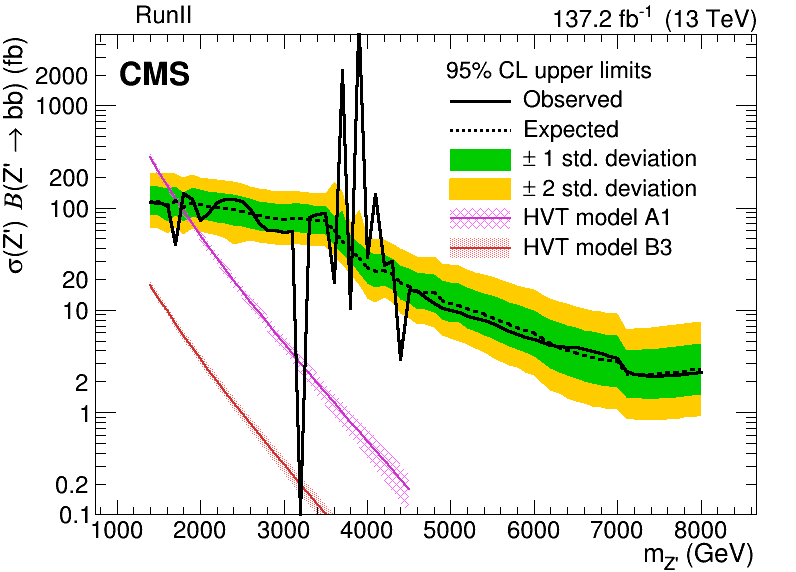 RunII
137.2 fb⁻¹ (13 TeV)
CMS
95% CL upper limits
Observed
Expected
± 1 std. deviation
± 2 std. deviation
HVT model A1
HVT model B3
σ(Z') B(Z' → bb) (fb)
2000
1000
200
100
20
10
2
1
0.2
0.1
1000 2000 3000 4000 5000 6000 7000 8000
m_Z' (GeV)